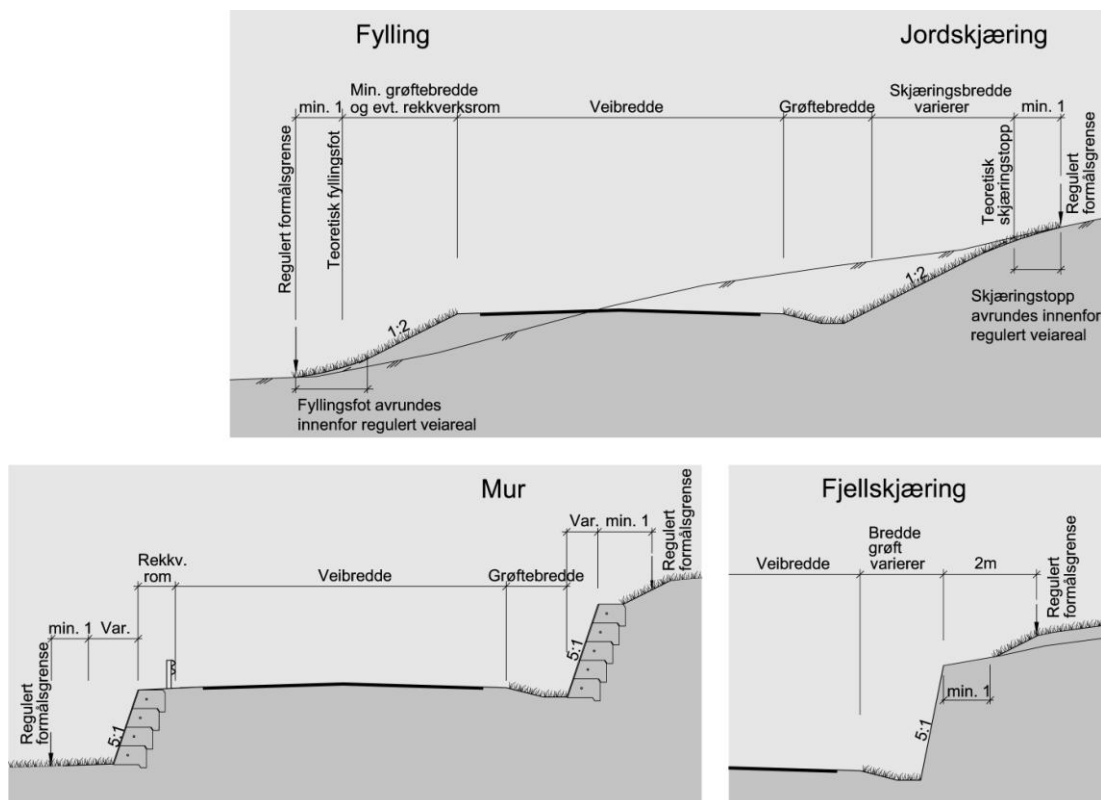 Fylling
Jordskjæring
min. 1
Min. grøftebredde
og evt. rekkverksrom
Veibredde
Grøftebredde
Skjæringsbredde
varierer
min. 1
Regulert formålsgrense
Teoretisk fyllingsfot
Teoretisk
skjæringstopp
Regulert
formålsgrense
1:2
1:2
Fyllingsfot avrundes
innenfor regulert veiareal
Skjæringstopp
avrundes innenfor
regulert veiareal
Mur
Rekkv.
rom
Veibredde
Grøftebredde
Var.
min. 1
Regulert
formålsgrense
min. 1
Var.
Regulert
formålsgrense
5:1
5:1
Fjellskjæring
Veibredde
Bredde
grøft
varierer
2m
Regulert
formålsgrense
min. 1
5:1